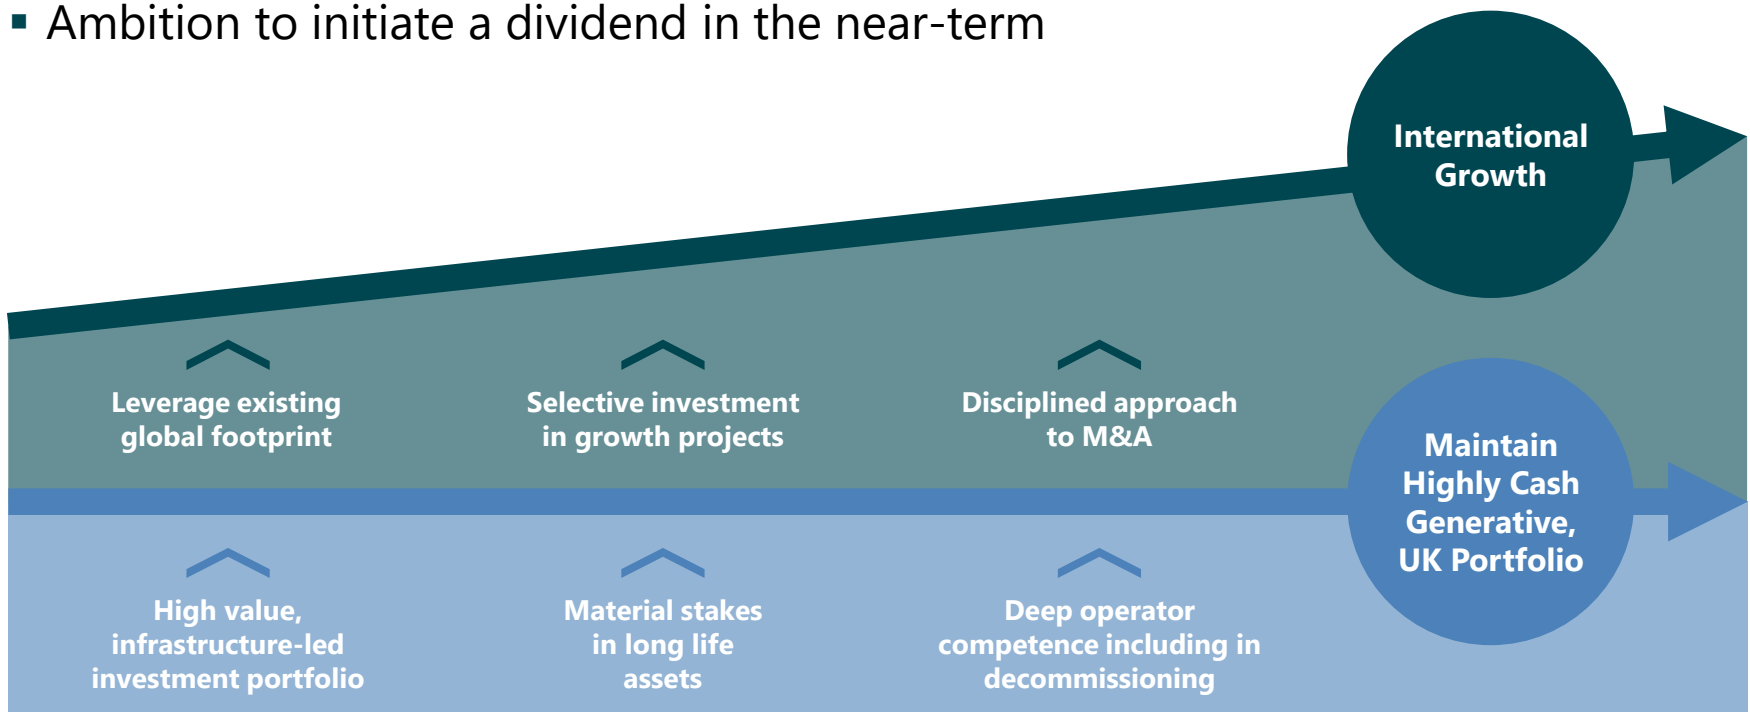 ▪ Ambition to initiate a dividend in the near-term
International
Growth
Leverage existing
global footprint
Selective investment
in growth projects
Disciplined approach
to M&A
Maintain
Highly Cash
Generative,
UK Portfolio
High value,
infrastructure-led
investment portfolio
Material stakes
in long life
assets
Deep operator
competence including in
decommissioning